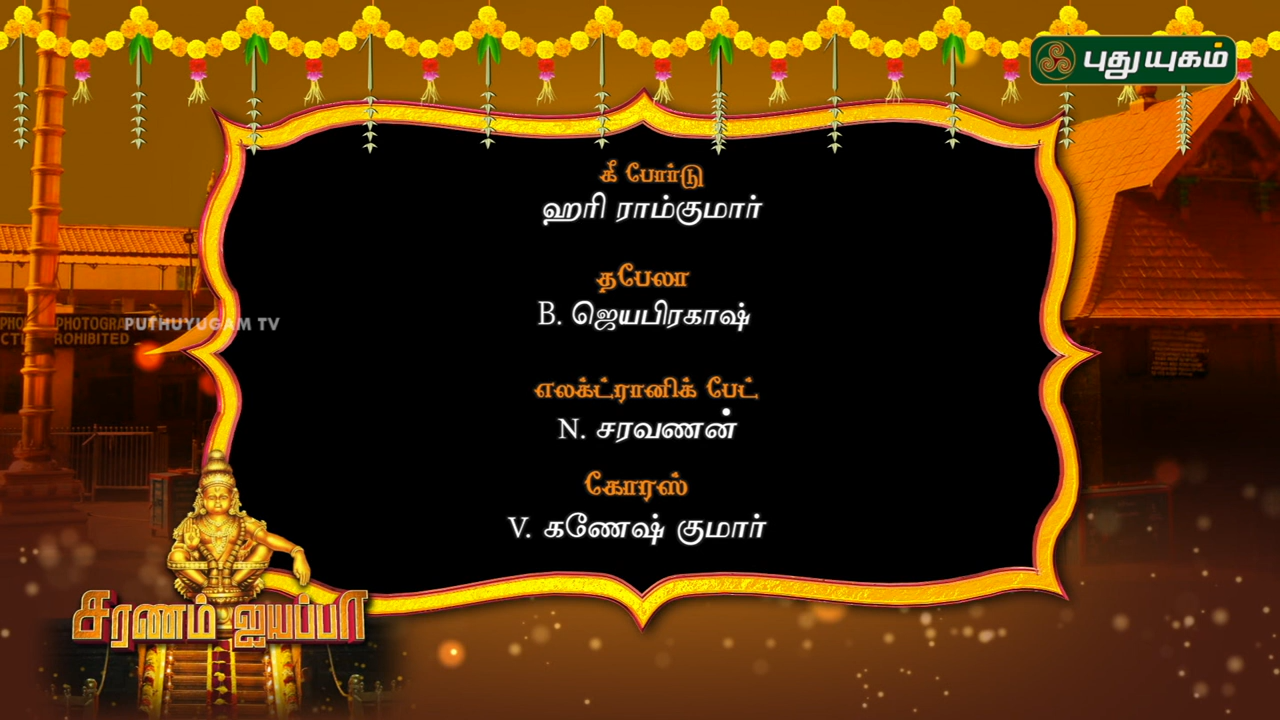 புதுயுகம்
கீ போர்டு
ஹரி ராம்குமார்
தபேலா
B. ஜெயபிரகாஷ்
PUTHUYUGAM TV
எலக்ட்ரானிக் பேட்
N. சரவணன்
கோரஸ்
V. கணேஷ் குமார்
சரணம் ஐயப்பா